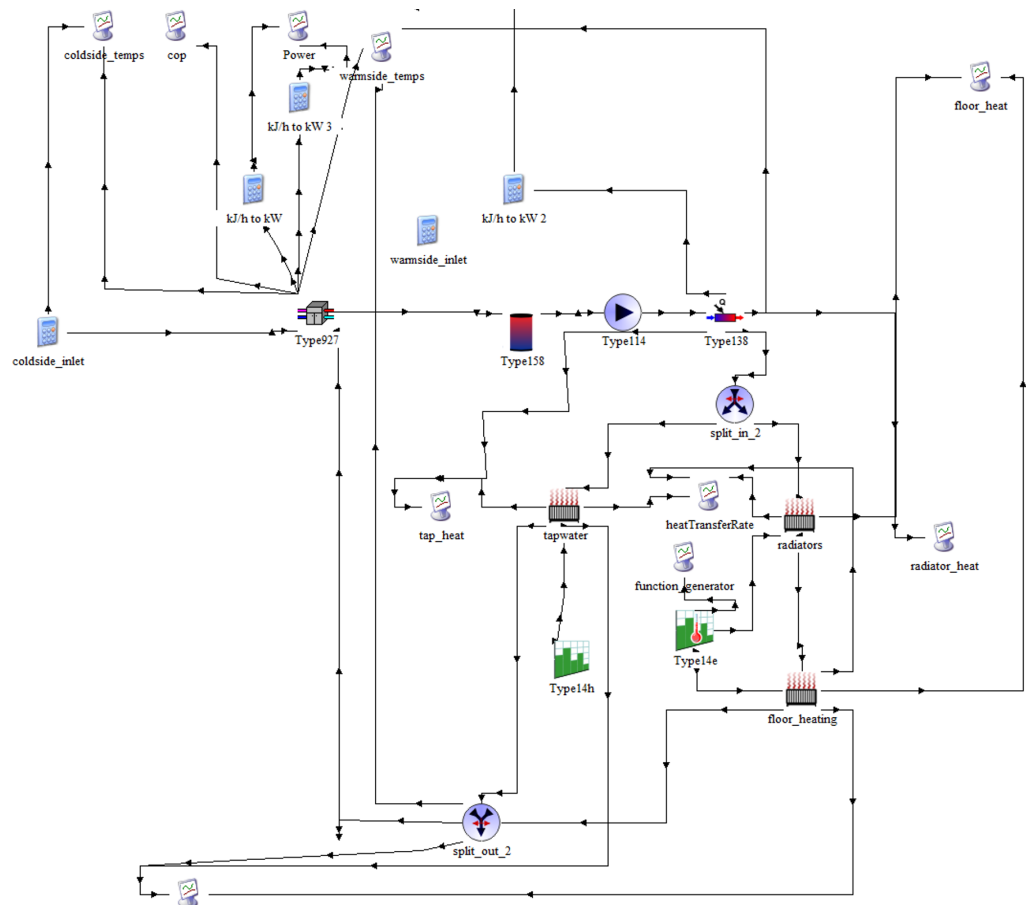 coldside_temps
cop
Power
warmside_temps
floor_heat
kJ/h to kW 3
kJ/h to kW
kJ/h to kW 2
warmside_inlet
coldside_inlet
Type927
Type158
Type114
Q
Type138
split_in_2
tap_heat
tapwater
heatTransferRate
radiators
radiator_heat
function_generator
Type14e
Type14h
floor_heating
split_out_2